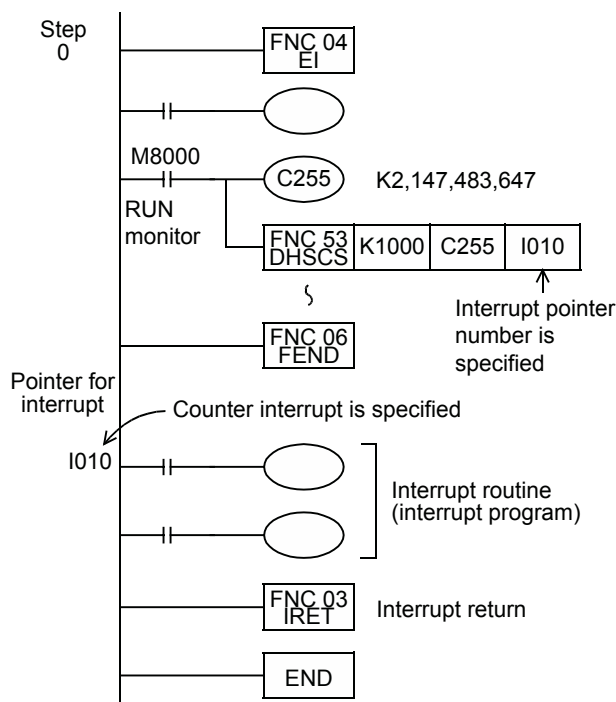 Step
0
FNC 04
EI
M8000
C255
K2,147,483,647
RUN
monitor
FNC 53
DHSCS
K1000
C255
I010
Interrupt pointer
number is
specified
FNC 06
FEND
Pointer for
interrupt
Counter interrupt is specified
I010
Interrupt routine
(interrupt program)
FNC 03
IRET
Interrupt return
END